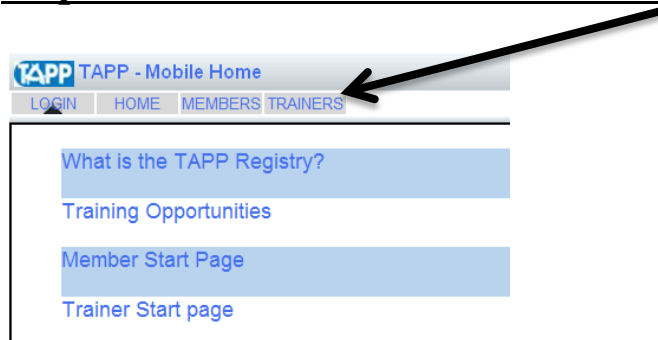 TAPP TAPP - Mobile Home
LOGIN HOME MEMBERS TRAINERS
What is the TAPP Registry?
Training Opportunities
Member Start Page
Trainer Start page